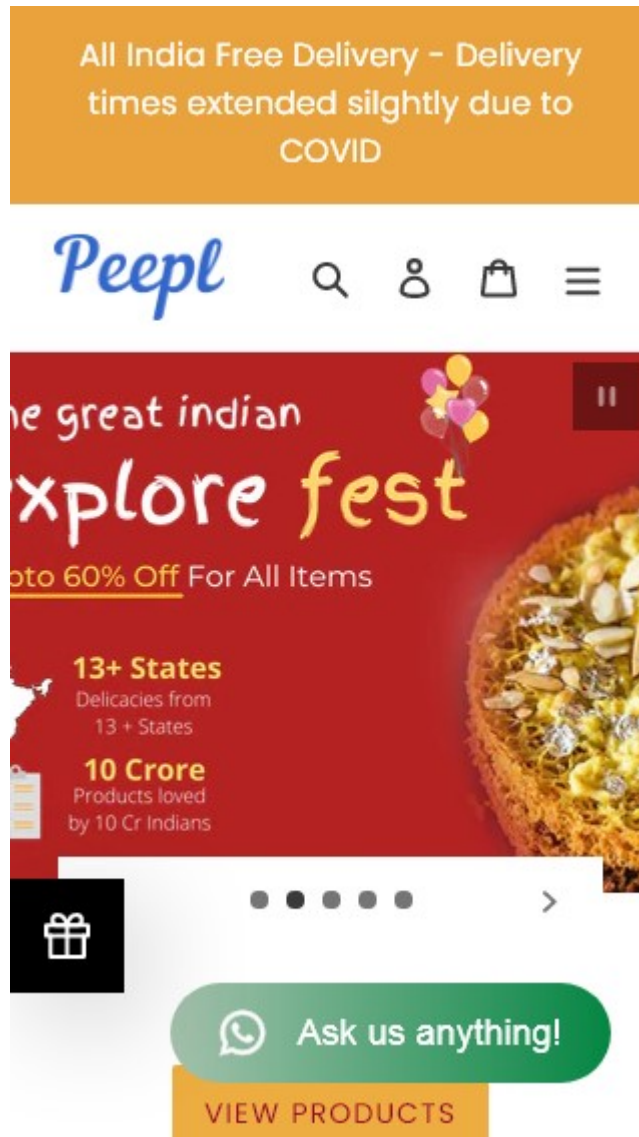 All India Free Delivery - Delivery
times extended silghtly due to
COVID
Peepl
he great indian
xplore fest
pto 60% Off For All Items
13+ States
Delicacies from
13 + States
10 Crore
Products loved
by 10 Cr Indians
Ask us anything!
VIEW PRODUCTS